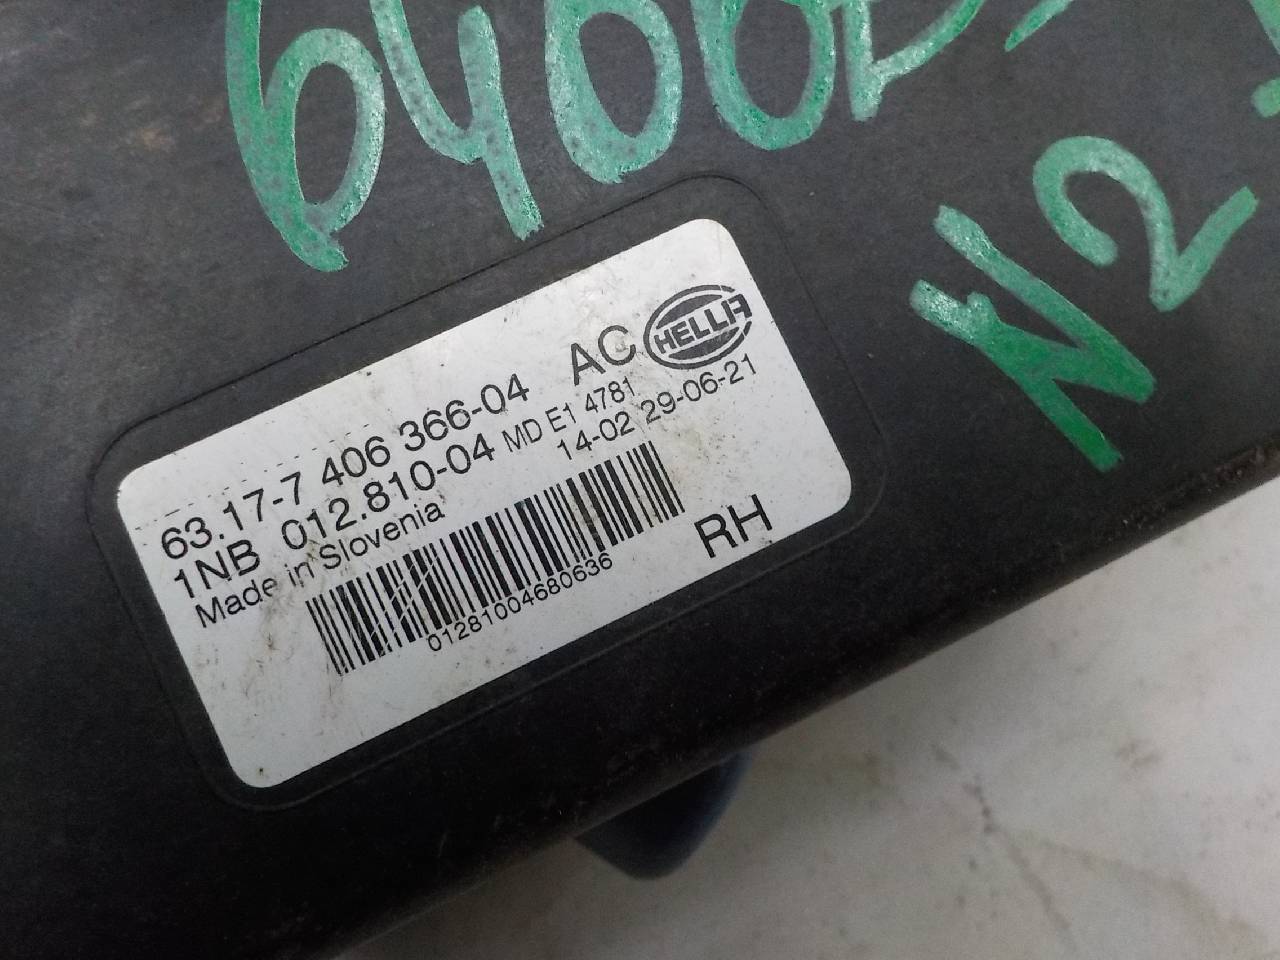 N2
63.17-7 406 366-04 AC HELLA
1NB 012.810-04 MD E1 4781
Made in Slovenia 14-02 29-06-21
01281004680636
RH